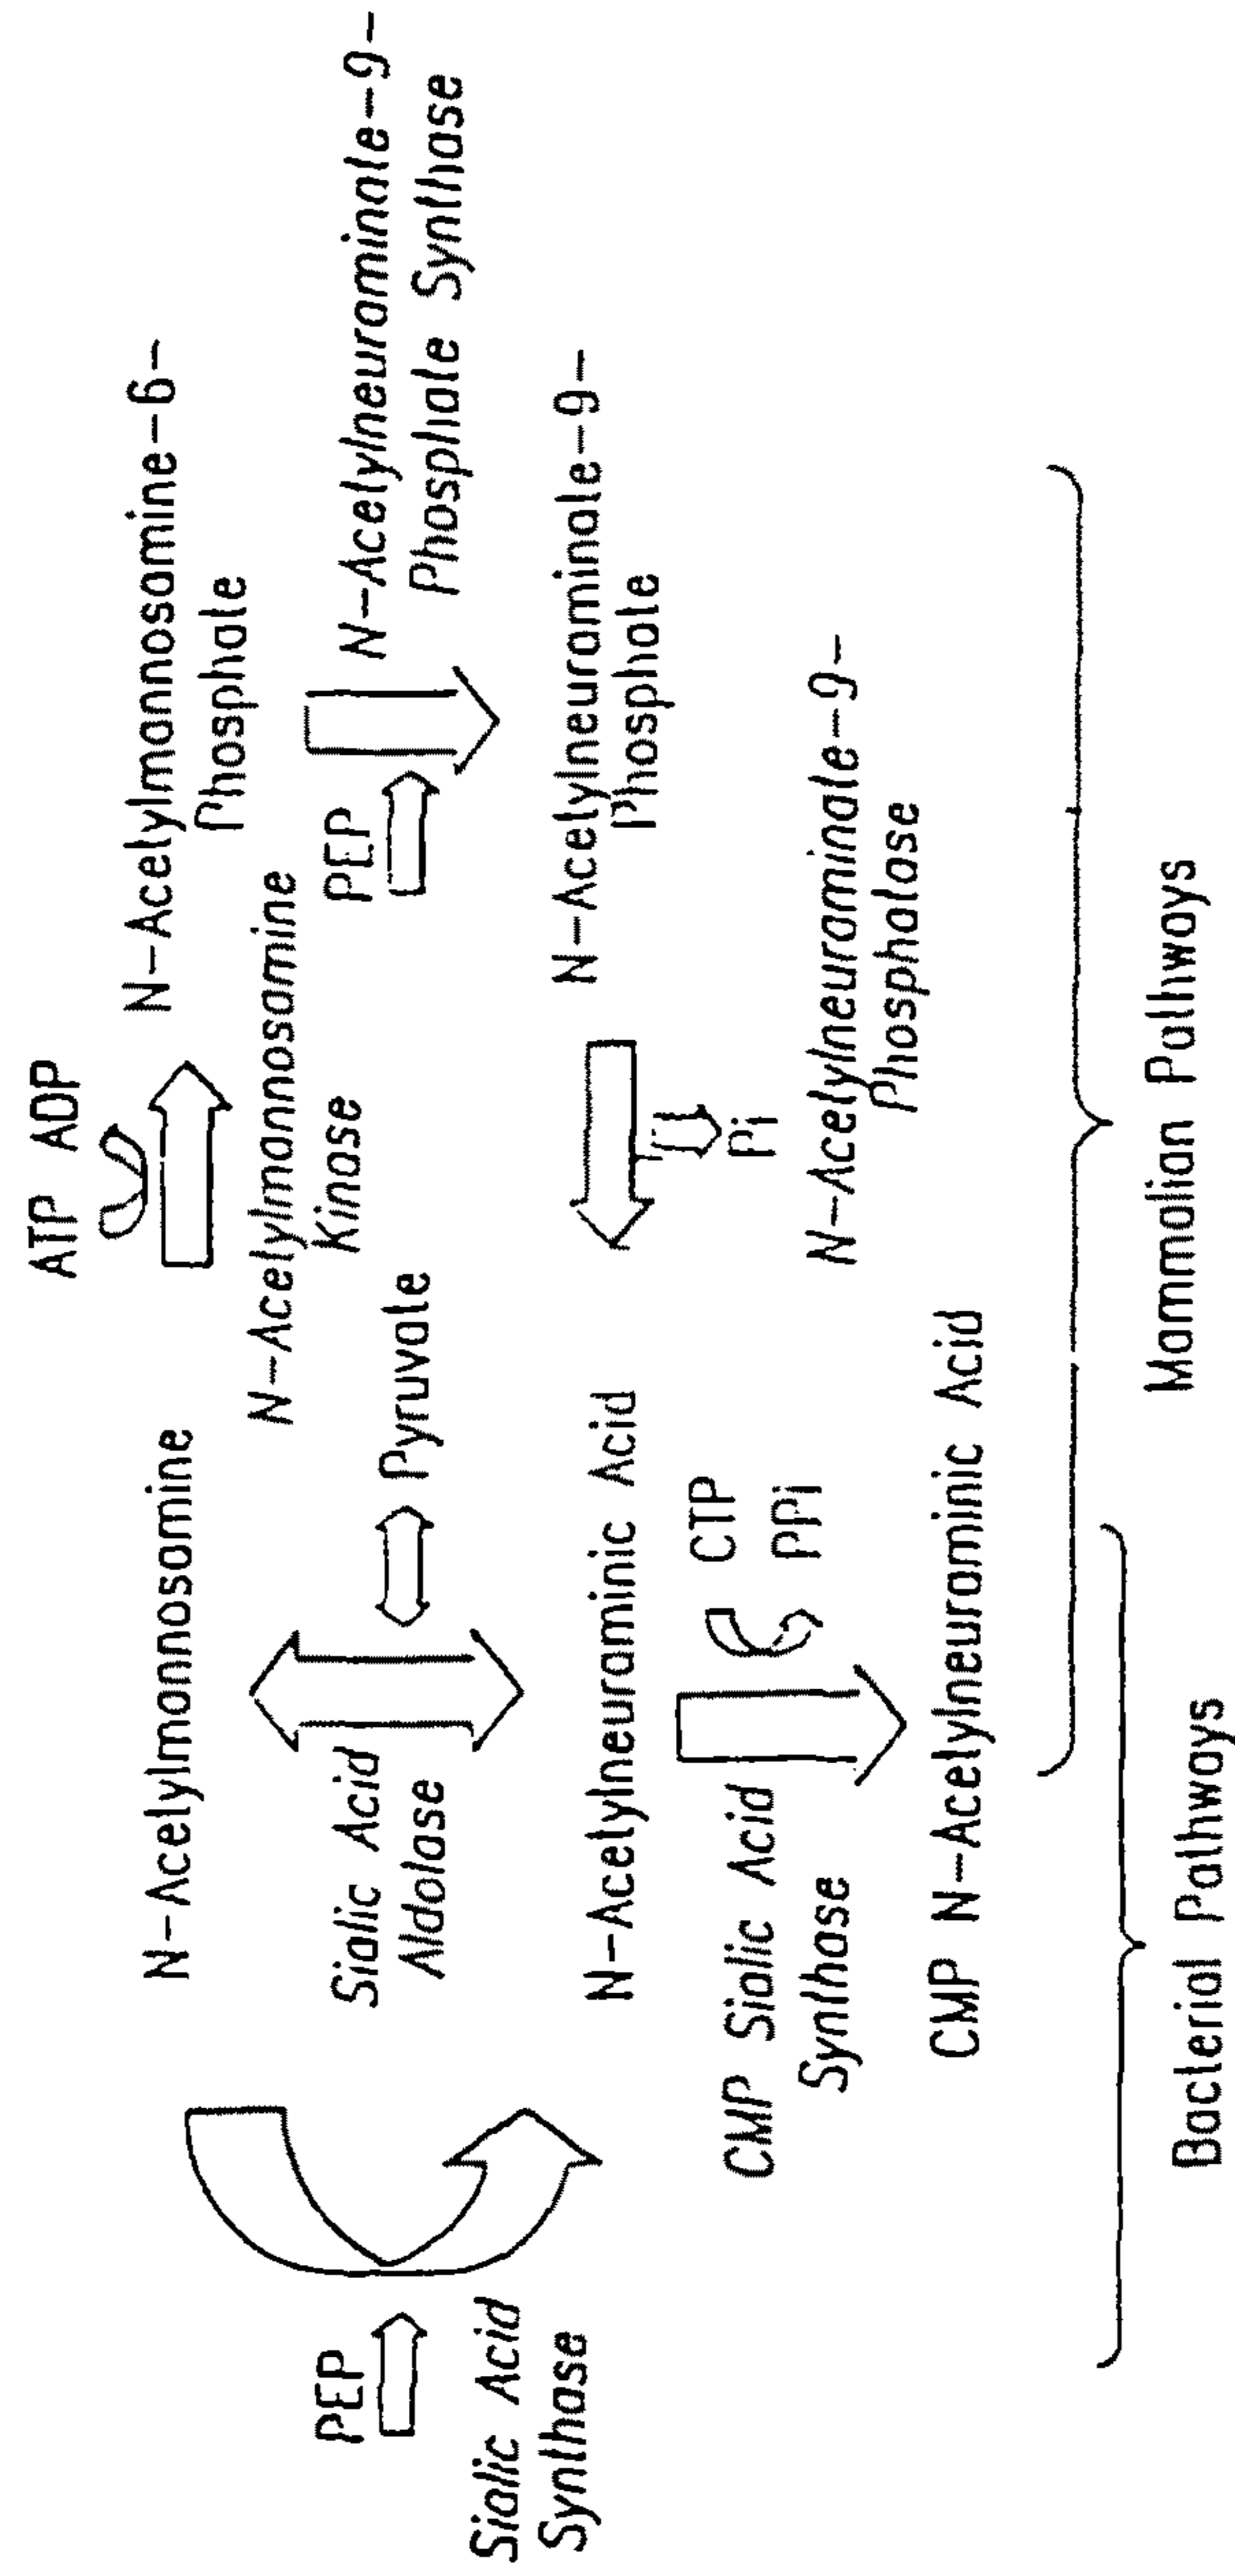 ATP ADP
N-Acetylmannosamine
N-Acetylmannosamine-6-
Phosphate
N-Acetylmannosamine
Kinase
PEP
Sialic Acid
Synthase
Sialic Acid
Aldolase
Pyruvate
PEP
N-Acetylneuraminate-9-
Phosphate Synthase
N-Acetylneuraminic Acid
N-Acetylneuraminate-9-
Phosphate
Pi
CMP Sialic Acid
Synthase
CTP
PPi
N-Acetylneuraminate-9-
Phosphatase
CMP N-Acetylneuraminic Acid
Bacterial Pathways
Mammalian Pathways